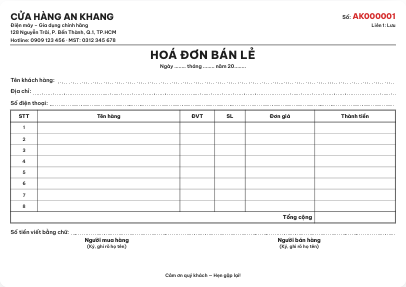 CỬA HÀNG AN KHANG
Điện máy – Gia dụng chính hãng
128 Nguyễn Trãi, P. Bến Thành, Q.1, TP.HCM
Hotline: 0909 123 456 · MST: 0312 345 678
Số: AK000001
Liên 1: Lưu
HOÁ ĐƠN BÁN LẺ
Ngày ........ tháng ........ năm 20........
Tên khách hàng:
Địa chỉ:
Số điện thoại:
STT Tên hàng ĐVT SL Đơn giá Thành tiền
1
2
3
4
5
6
7
8
Tổng cộng
Số tiền viết bằng chữ:
Người mua hàng Người bán hàng
(Ký, ghi rõ họ tên) (Ký, ghi rõ họ tên)
Cảm ơn quý khách – Hẹn gặp lại!